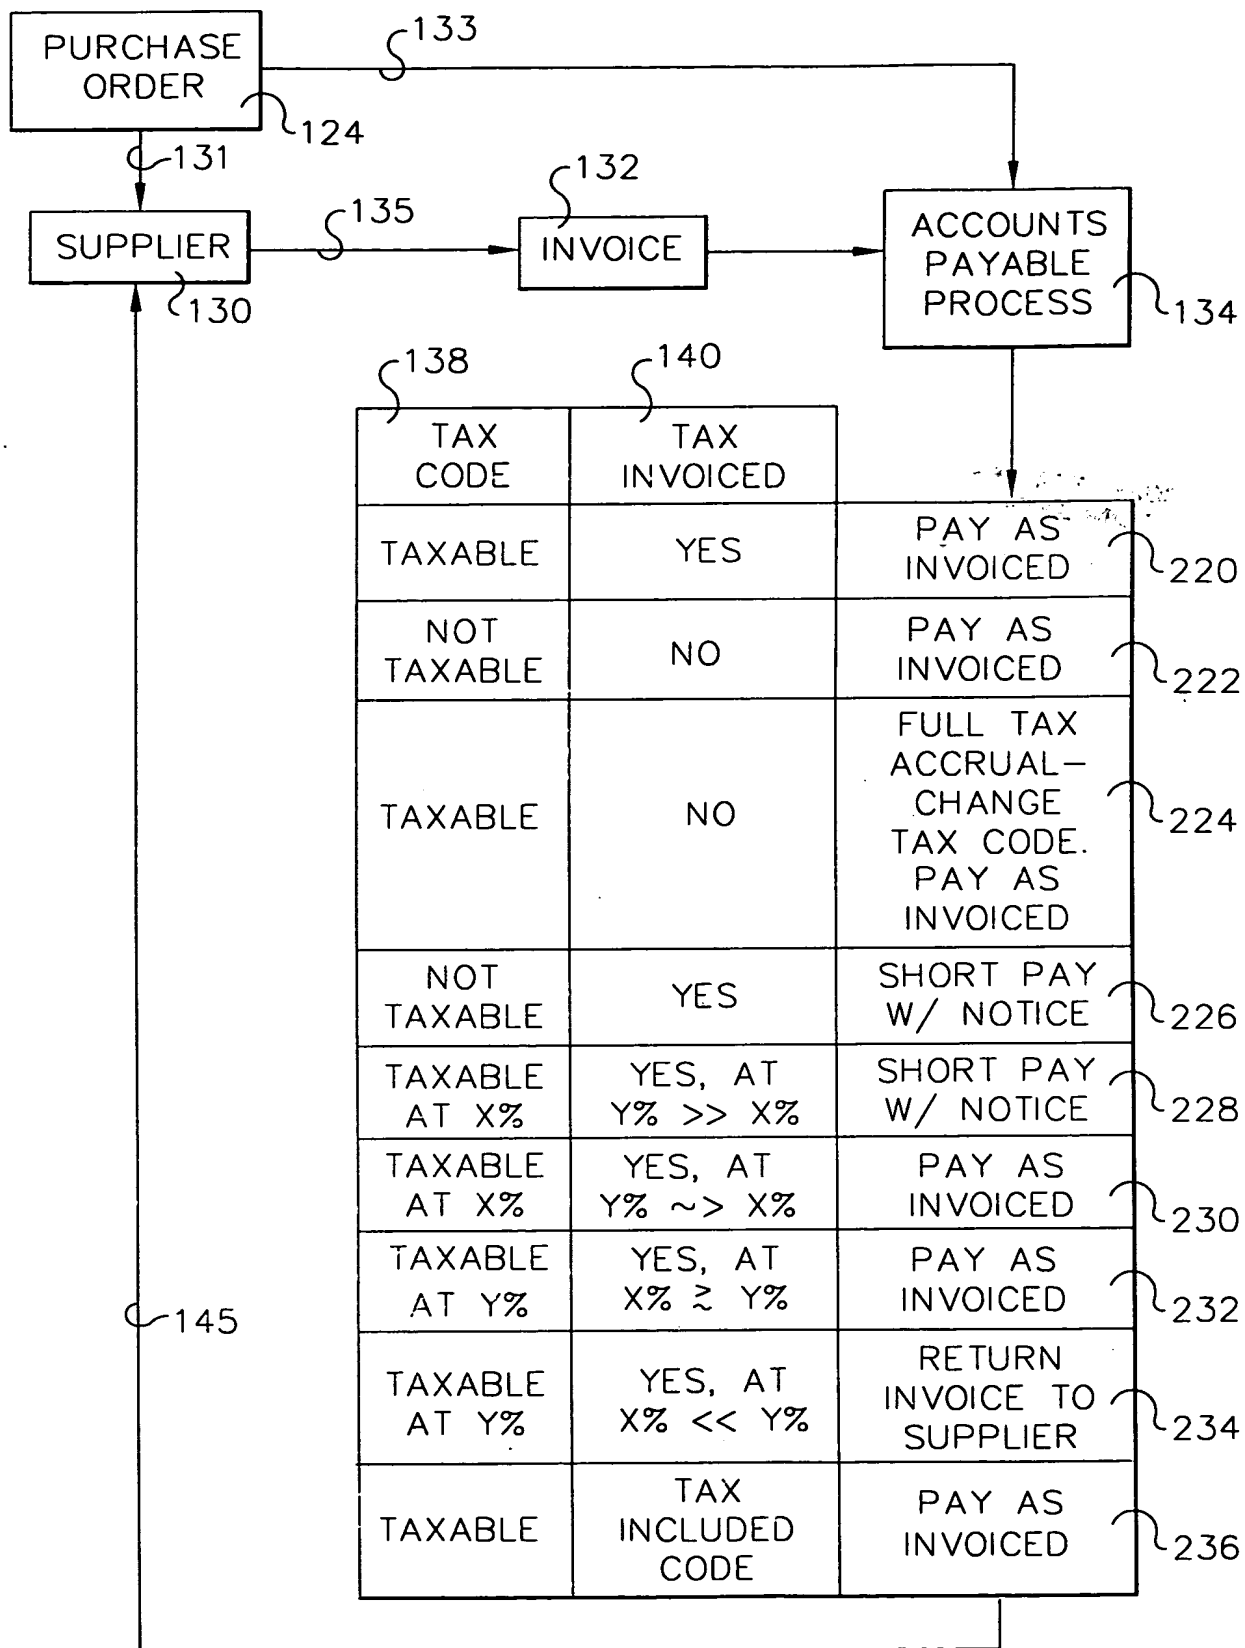 PURCHASE
ORDER
133
124
131
SUPPLIER
130
135
132
INVOICE
ACCOUNTS
PAYABLE
PROCESS
134
138
140
TAX
CODE
TAX
INVOICED
TAXABLE
YES
PAY AS
INVOICED
220
NOT
TAXABLE
NO
PAY AS
INVOICED
222
TAXABLE
NO
FULL TAX
ACCRUAL—
CHANGE
TAX CODE.
PAY AS
INVOICED
224
NOT
TAXABLE
YES
SHORT PAY
W/ NOTICE
226
TAXABLE
AT X%
YES, AT
Y% >> X%
SHORT PAY
W/ NOTICE
228
TAXABLE
AT X%
YES, AT
Y% ~> X%
PAY AS
INVOICED
230
TAXABLE
AT Y%
YES, AT
X% ≳ Y%
PAY AS
INVOICED
232
145
TAXABLE
AT Y%
YES, AT
X% << Y%
RETURN
INVOICE TO
SUPPLIER
234
TAXABLE
TAX
INCLUDED
CODE
PAY AS
INVOICED
236